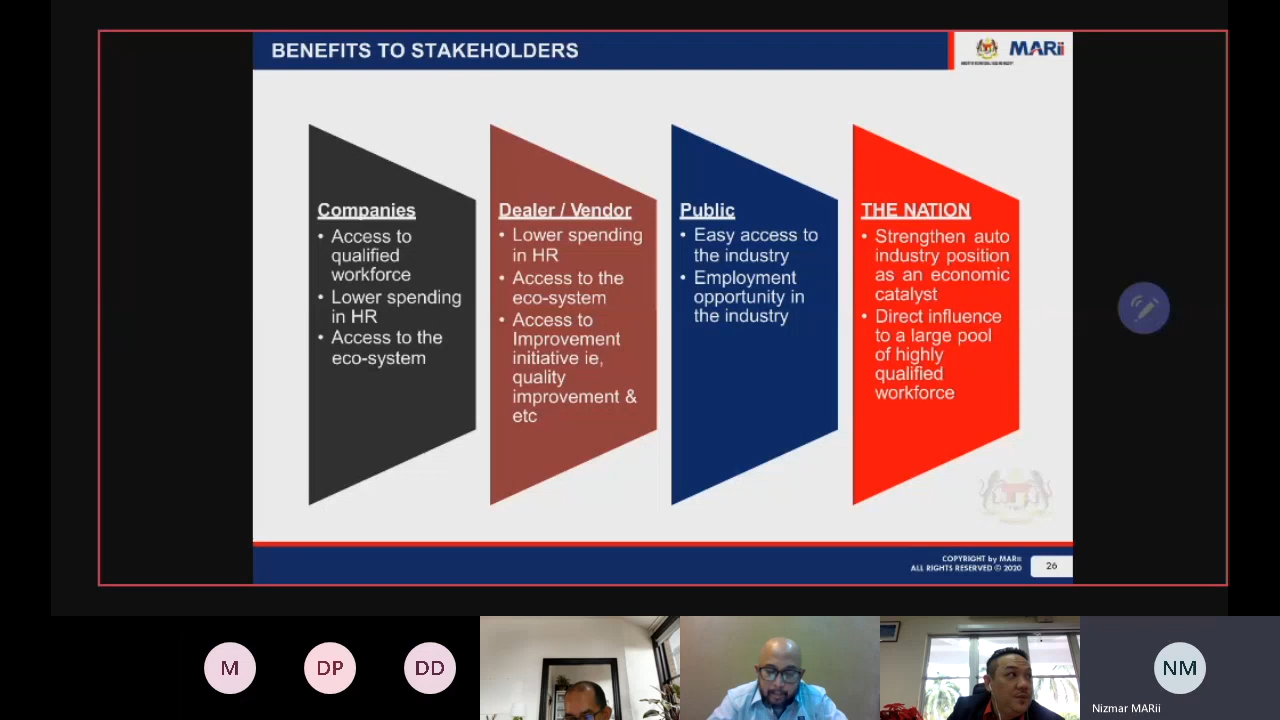 BENEFITS TO STAKEHOLDERS
MARii
Companies
• Access to
qualified
workforce
• Lower spending
in HR
• Access to the
eco-system
Dealer / Vendor
• Lower spending
in HR
• Access to the
eco-system
• Access to
Improvement
initiative ie,
quality
improvement &
etc
Public
• Easy access to
the industry
• Employment
opportunity in
the industry
THE NATION
• Strengthen auto
industry position
as an economic
catalyst
• Direct influence
to a large pool
of highly
qualified
workforce
COPYRIGHT by MARii
ALL RIGHTS RESERVED © 2020
26
M
DP
DD
NM
Nizmar MARii